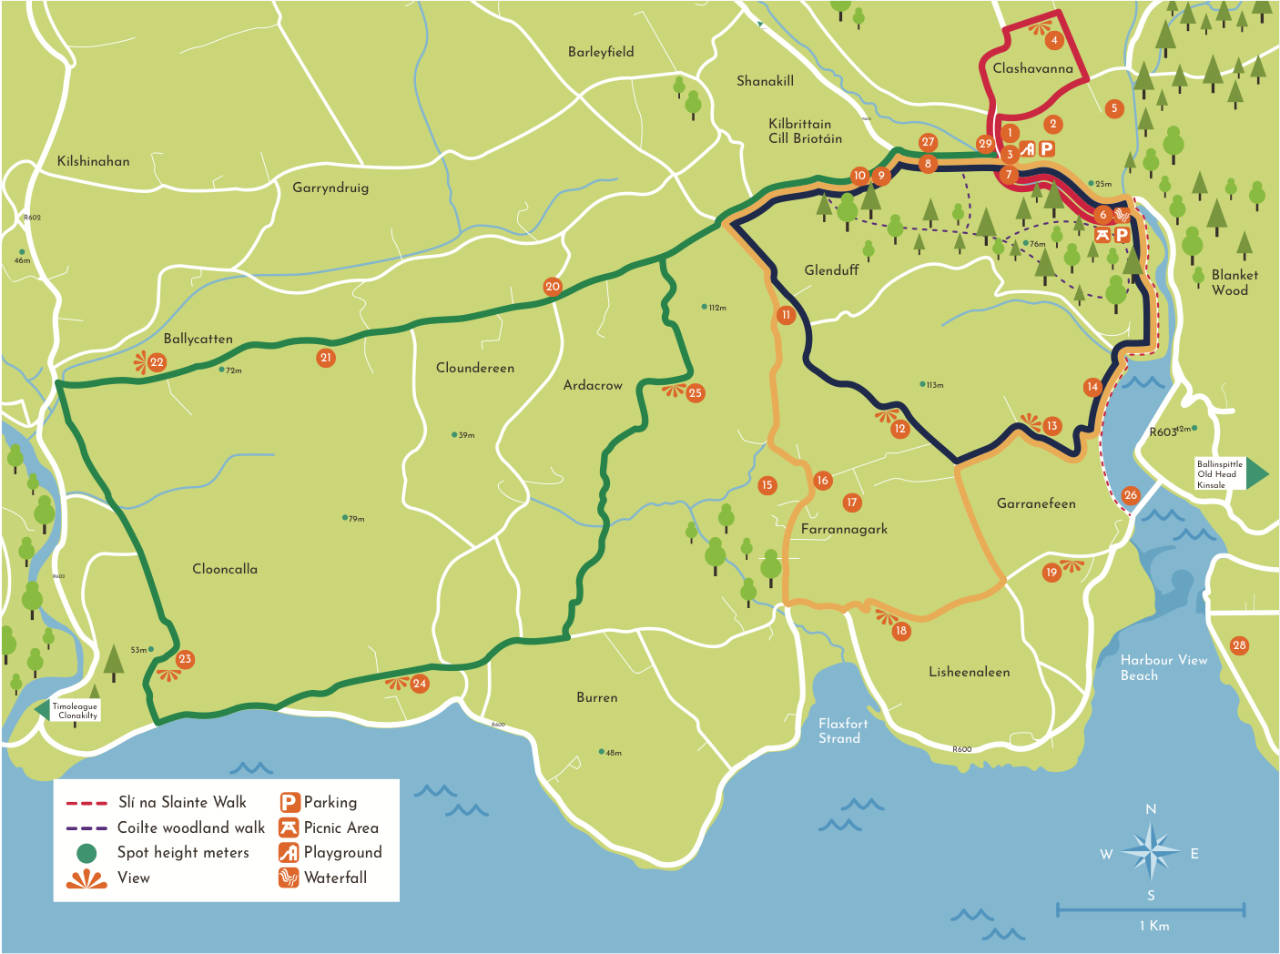 Barleyfield
Shanakill
Clashavanna
4
5
2
1
Kilbrittain
Cill Briotáin
27
29
3
P
8
10
9
7
25m
6
P
Kilshinahan
Garryndruig
R602
46m
76m
Glenduff
Blanket
Wood
20
112m
11
Ballycatten
22
21
72m
Cloundereen
Ardacrow
25
113m
14
12
13
R603
42m
39m
Ballinspittle
Old Head
Kinsale
15
16
17
26
Garranefeen
79m
Farrannagark
Clooncalla
R600
19
18
28
53m
23
24
Lisheenaleen
Harbour View
Beach
Burren
Timoleague
Clonakilty
R600
Flaxfort
Strand
48m
R600
Slí na Slainte Walk
Coilte woodland walk
Spot height meters
View
P Parking
Picnic Area
Playground
Waterfall
N
W
E
S
1 Km